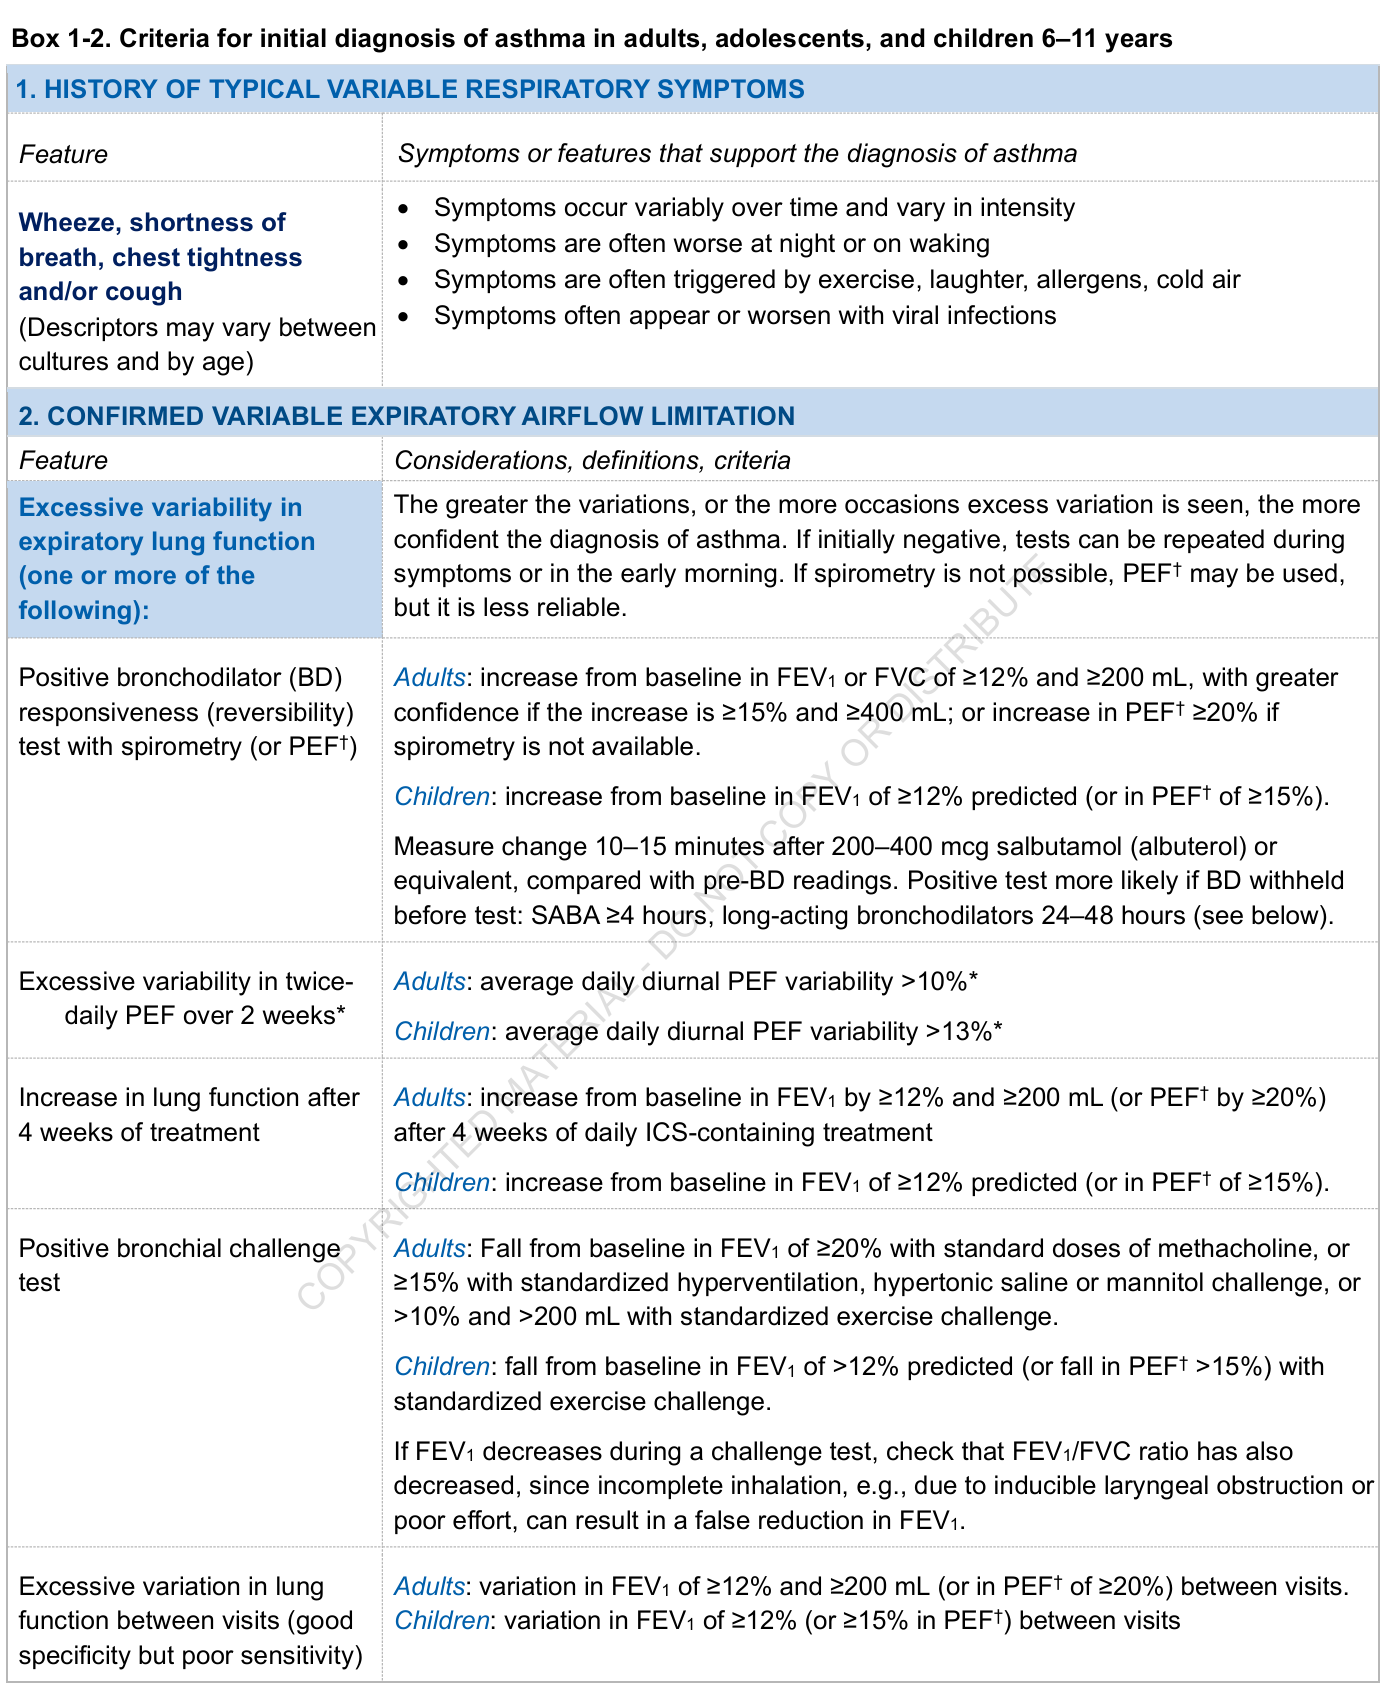 Box 1-2. Criteria for initial diagnosis of asthma in adults, adolescents, and children 6–11 years
1. HISTORY OF TYPICAL VARIABLE RESPIRATORY SYMPTOMS
Feature
Symptoms or features that support the diagnosis of asthma
Wheeze, shortness of
breath, chest tightness
and/or cough
(Descriptors may vary between
cultures and by age)
• Symptoms occur variably over time and vary in intensity
• Symptoms are often worse at night or on waking
• Symptoms are often triggered by exercise, laughter, allergens, cold air
• Symptoms often appear or worsen with viral infections
2. CONFIRMED VARIABLE EXPIRATORY AIRFLOW LIMITATION
Feature
Considerations, definitions, criteria
Excessive variability in
expiratory lung function
(one or more of the
following):
The greater the variations, or the more occasions excess variation is seen, the more
confident the diagnosis of asthma. If initially negative, tests can be repeated during
symptoms or in the early morning. If spirometry is not possible, PEF† may be used,
but it is less reliable.
Positive bronchodilator (BD)
responsiveness (reversibility)
test with spirometry (or PEF†)
Adults: increase from baseline in FEV₁ or FVC of ≥12% and ≥200 mL, with greater
confidence if the increase is ≥15% and ≥400 mL; or increase in PEF† ≥20% if
spirometry is not available.
Children: increase from baseline in FEV₁ of ≥12% predicted (or in PEF† of ≥15%).
Measure change 10–15 minutes after 200–400 mcg salbutamol (albuterol) or
equivalent, compared with pre-BD readings. Positive test more likely if BD withheld
before test: SABA ≥4 hours, long-acting bronchodilators 24–48 hours (see below).
Excessive variability in twice-
daily PEF over 2 weeks*
Adults: average daily diurnal PEF variability >10%*
Children: average daily diurnal PEF variability >13%*
Increase in lung function after
4 weeks of treatment
Adults: increase from baseline in FEV₁ by ≥12% and ≥200 mL (or PEF† by ≥20%)
after 4 weeks of daily ICS-containing treatment
Children: increase from baseline in FEV₁ of ≥12% predicted (or in PEF† of ≥15%).
Positive bronchial challenge
test
Adults: Fall from baseline in FEV₁ of ≥20% with standard doses of methacholine, or
≥15% with standardized hyperventilation, hypertonic saline or mannitol challenge, or
>10% and >200 mL with standardized exercise challenge.
Children: fall from baseline in FEV₁ of >12% predicted (or fall in PEF† >15%) with
standardized exercise challenge.
If FEV₁ decreases during a challenge test, check that FEV₁/FVC ratio has also
decreased, since incomplete inhalation, e.g., due to inducible laryngeal obstruction or
poor effort, can result in a false reduction in FEV₁.
Excessive variation in lung
function between visits (good
specificity but poor sensitivity)
Adults: variation in FEV₁ of ≥12% and ≥200 mL (or in PEF† of ≥20%) between visits.
Children: variation in FEV₁ of ≥12% (or ≥15% in PEF†) between visits
COPYRIGHTED MATERIAL - DO NOT COPY OR DISTRIBUTE